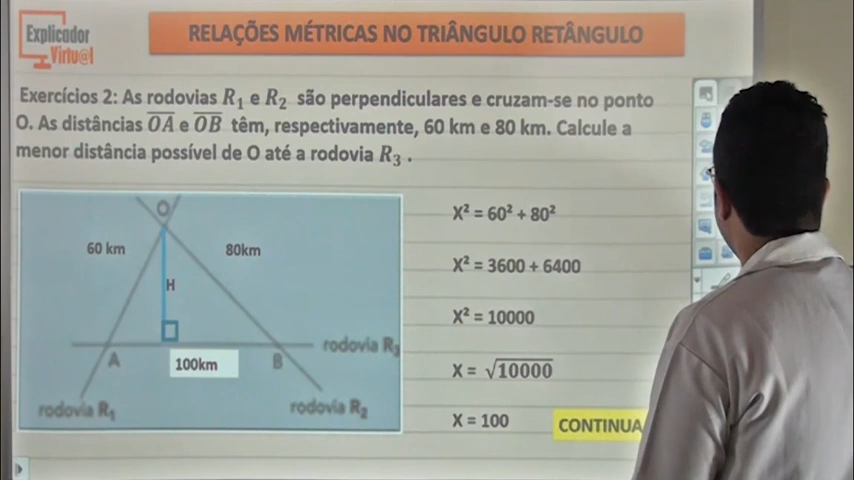 Explicador
Virtu@l
RELAÇÕES MÉTRICAS NO TRIÂNGULO RETÂNGULO
Exercícios 2: As rodovias R₁ e R₂ são perpendiculares e cruzam-se no ponto
O. As distâncias O̅A̅ e O̅B̅ têm, respectivamente, 60 km e 80 km. Calcule a
menor distância possível de O até a rodovia R₃ .
O
60 km
80km
H
rodovia R₃
A
100km
B
rodovia R₁
rodovia R₂
X² = 60² + 80²
X² = 3600 + 6400
X² = 10000
X = √10000
X = 100
CONTINUA